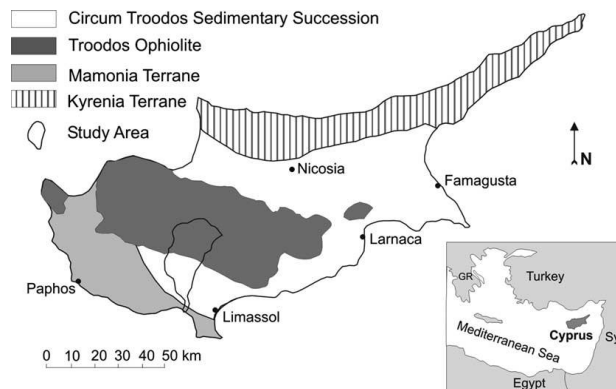 Circum Troodos Sedimentary Succession
Troodos Ophiolite
Mamonia Terrane
Kyrenia Terrane
Study Area
N
Nicosia
Famagusta
Larnaca
Paphos
Limassol
0 10 20 30 40 50 km
GR
Turkey
Cyprus
Sy
Mediterranean Sea
Egypt